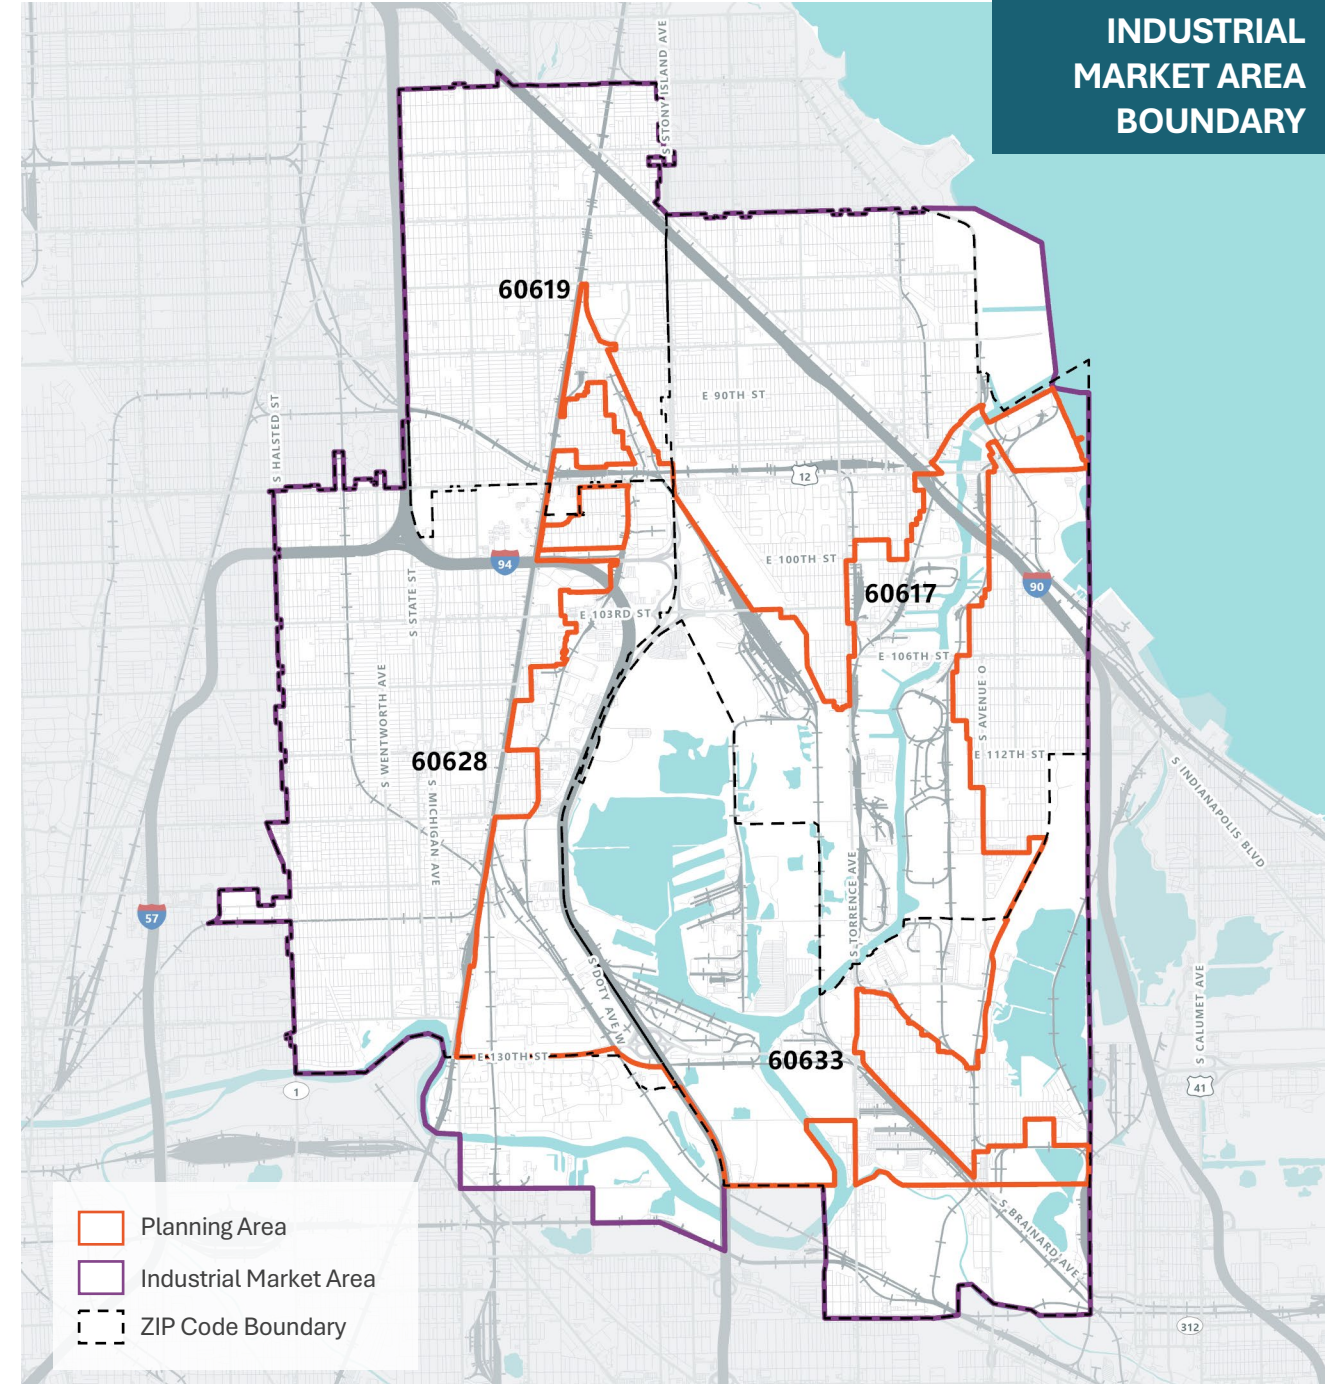 INDUSTRIAL
MARKET AREA
BOUNDARY
S STONY ISLAND AVE
60619
E 90TH ST
S HALSTED ST
12
E 100TH ST
94
60617
90
S STATE ST
E 103RD ST
E 106TH ST
S WENTWORTH AVE
S AVENUE O
60628
E 112TH ST
S MICHIGAN AVE
S INDIANAPOLIS BLVD
57
S TORRENCE AVE
S DOTY AVE W
S CALUMET AVE
E 130TH ST
60633
1
41
S BRAINARD AVE
312
Planning Area
Industrial Market Area
ZIP Code Boundary